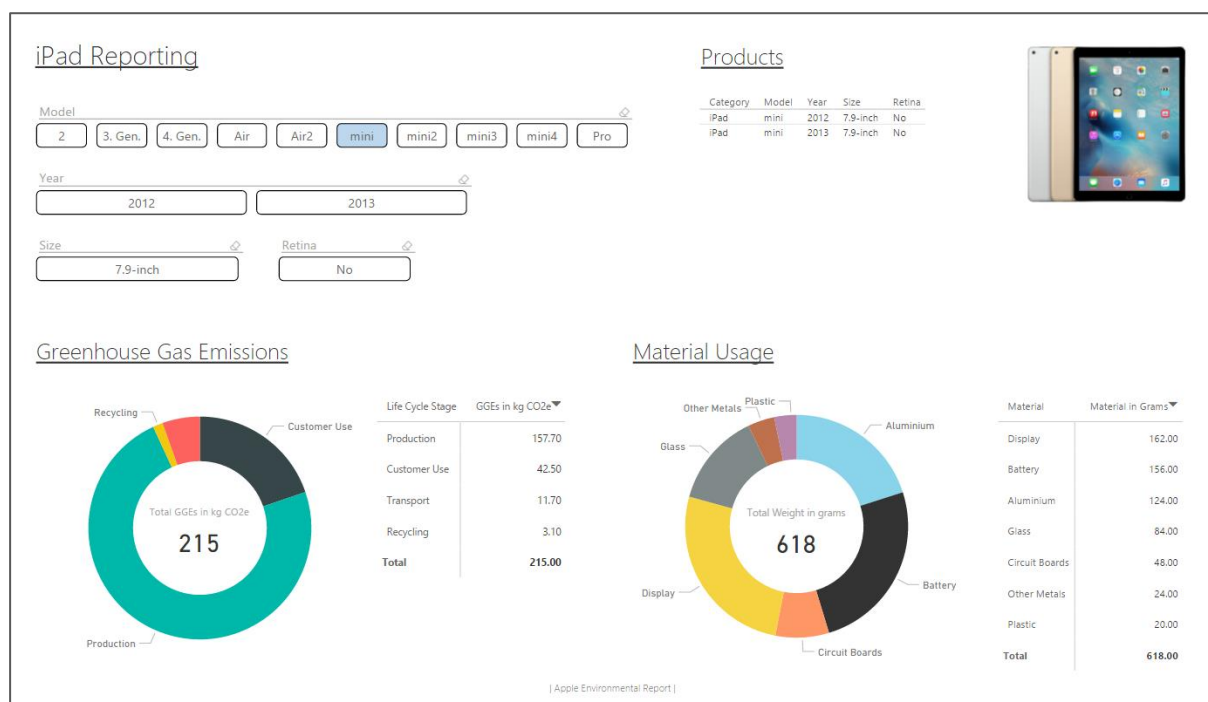 iPad Reporting
Products
Category Model Year Size Retina
iPad mini 2012 7.9-inch No
iPad mini 2013 7.9-inch No
Model
2 3. Gen. 4. Gen. Air Air2 mini mini2 mini3 mini4 Pro
Year
2012 2013
Size Retina
7.9-inch No
Greenhouse Gas Emissions
Recycling
Customer Use
Total GGEs in kg CO2e
215
Production
Life Cycle Stage GGEs in kg CO2e
Production 157.70
Customer Use 42.50
Transport 11.70
Recycling 3.10
Total 215.00
Material Usage
Plastic
Other Metals
Aluminium
Glass
Total Weight in grams
618
Battery
Display
Circuit Boards
Material Material in Grams
Display 162.00
Battery 156.00
Aluminium 124.00
Glass 84.00
Circuit Boards 48.00
Other Metals 24.00
Plastic 20.00
Total 618.00
| Apple Environmental Report |